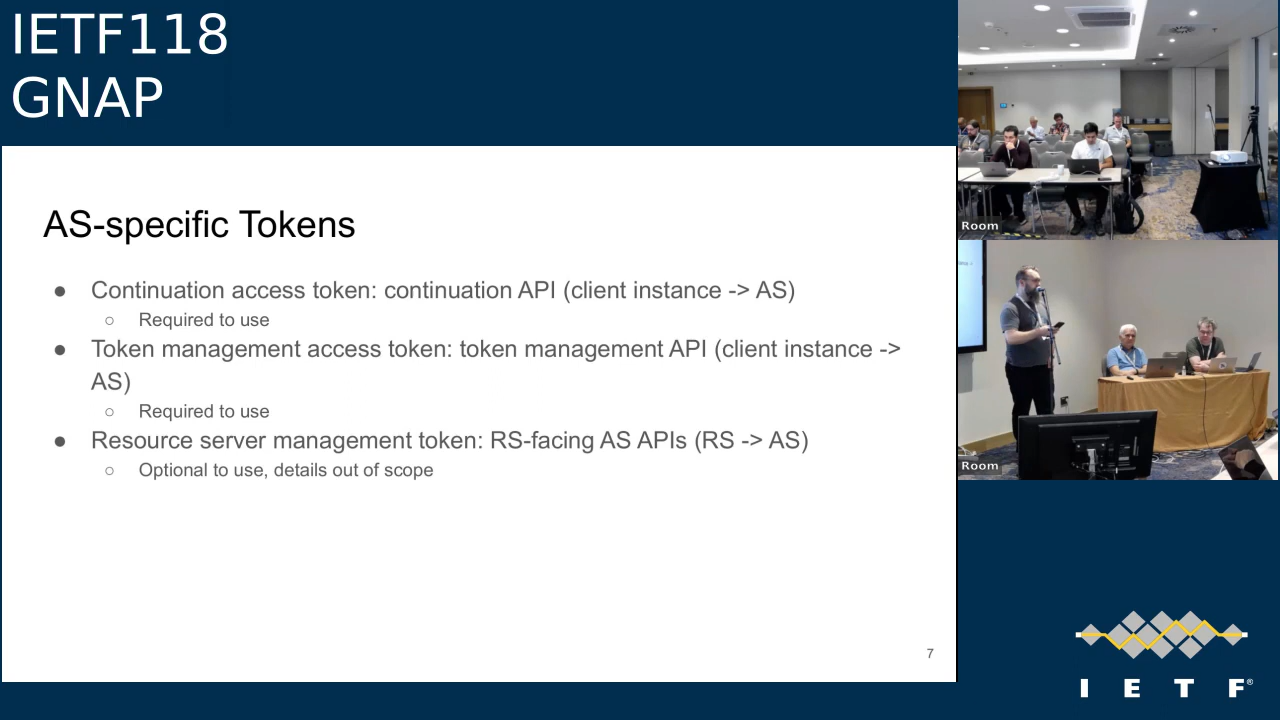 IETF118
GNAP
AS-specific Tokens
● Continuation access token: continuation API (client instance -> AS)
○ Required to use
● Token management access token: token management API (client instance ->
AS)
○ Required to use
● Resource server management token: RS-facing AS APIs (RS -> AS)
○ Optional to use, details out of scope
7
Room
Room
I E T F®